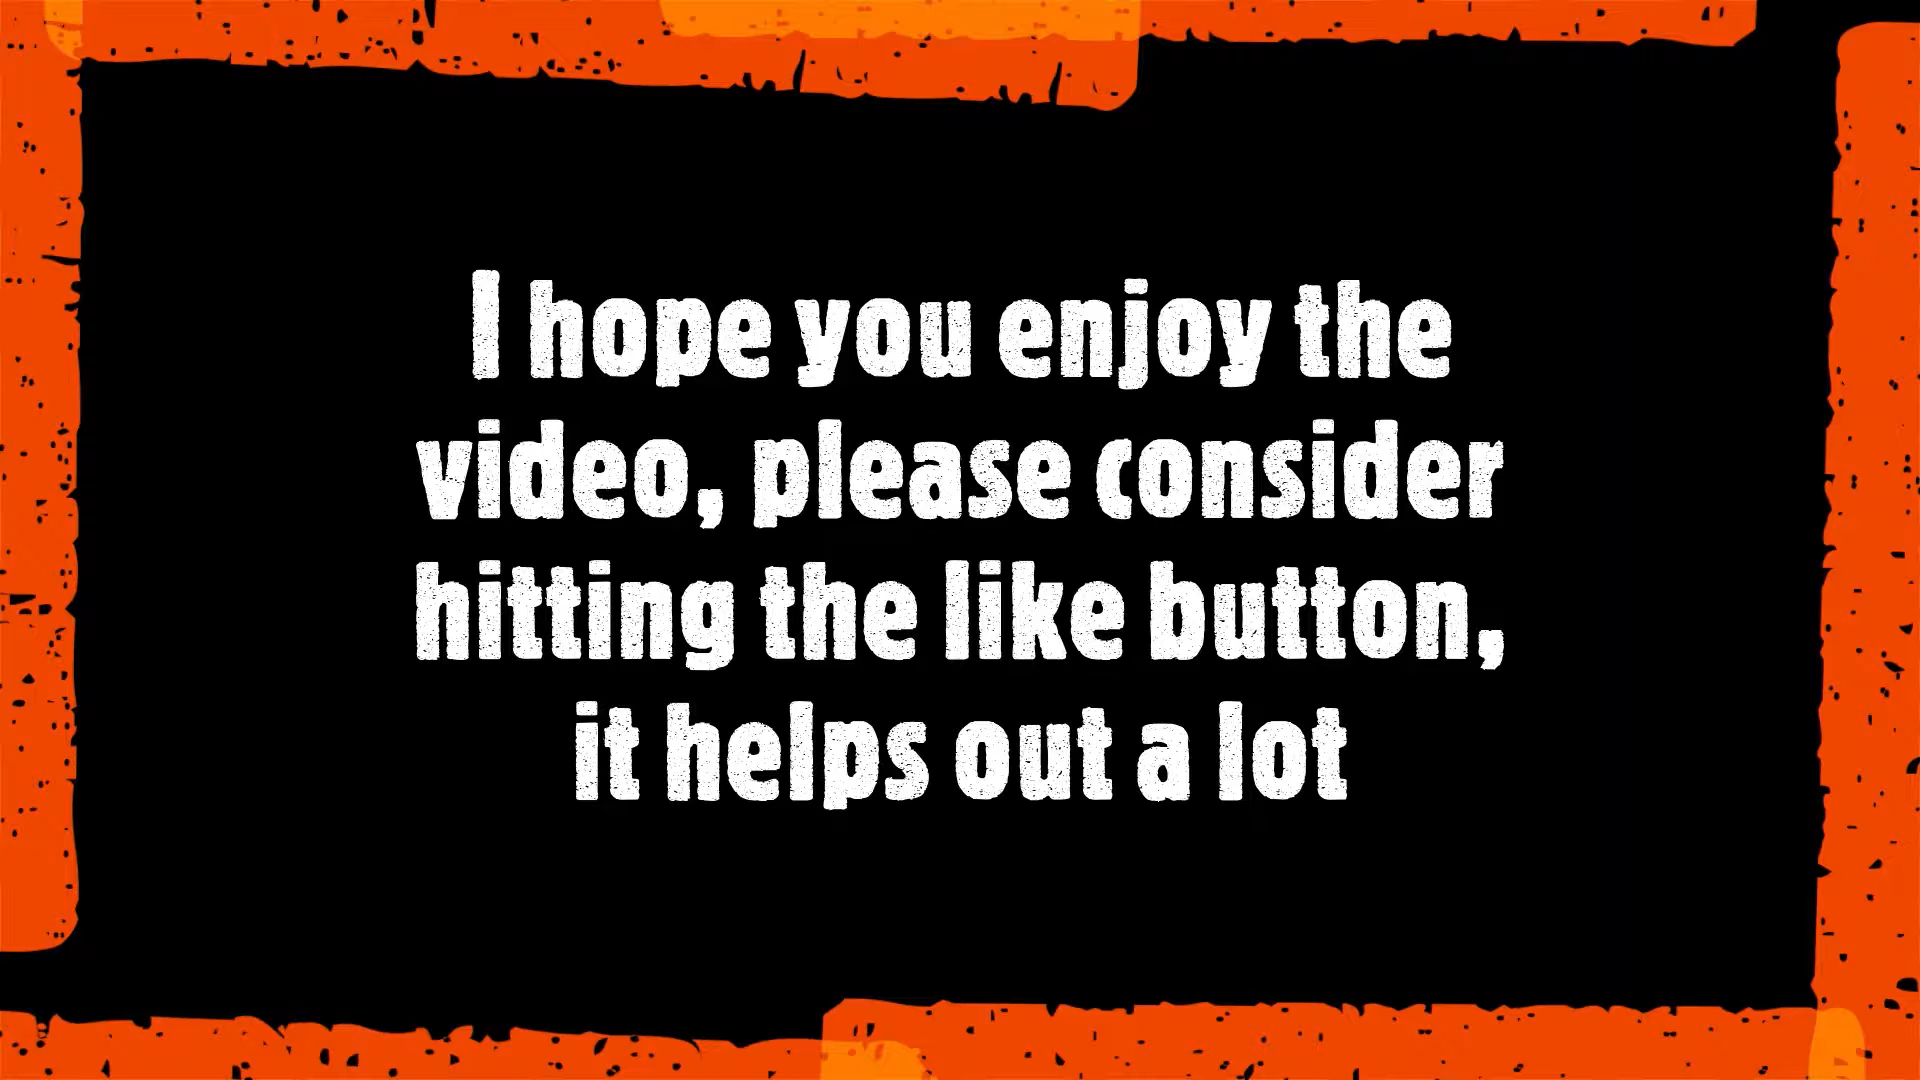 I hope you enjoy the
video, please consider
hitting the like button,
it helps out a lot